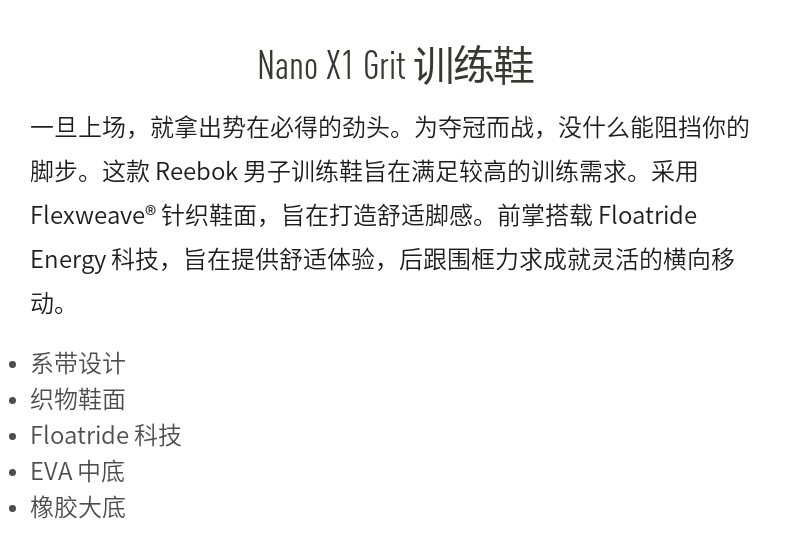 Nano X1 Grit 训练鞋
一旦上场，就拿出势在必得的劲头。为夺冠而战，没什么能阻挡你的
脚步。这款 Reebok 男子训练鞋旨在满足较高的训练需求。采用
Flexweave® 针织鞋面，旨在打造舒适脚感。前掌搭载 Floatride
Energy 科技，旨在提供舒适体验，后跟围框力求成就灵活的横向移
动。
• 系带设计
• 织物鞋面
• Floatride 科技
• EVA 中底
• 橡胶大底